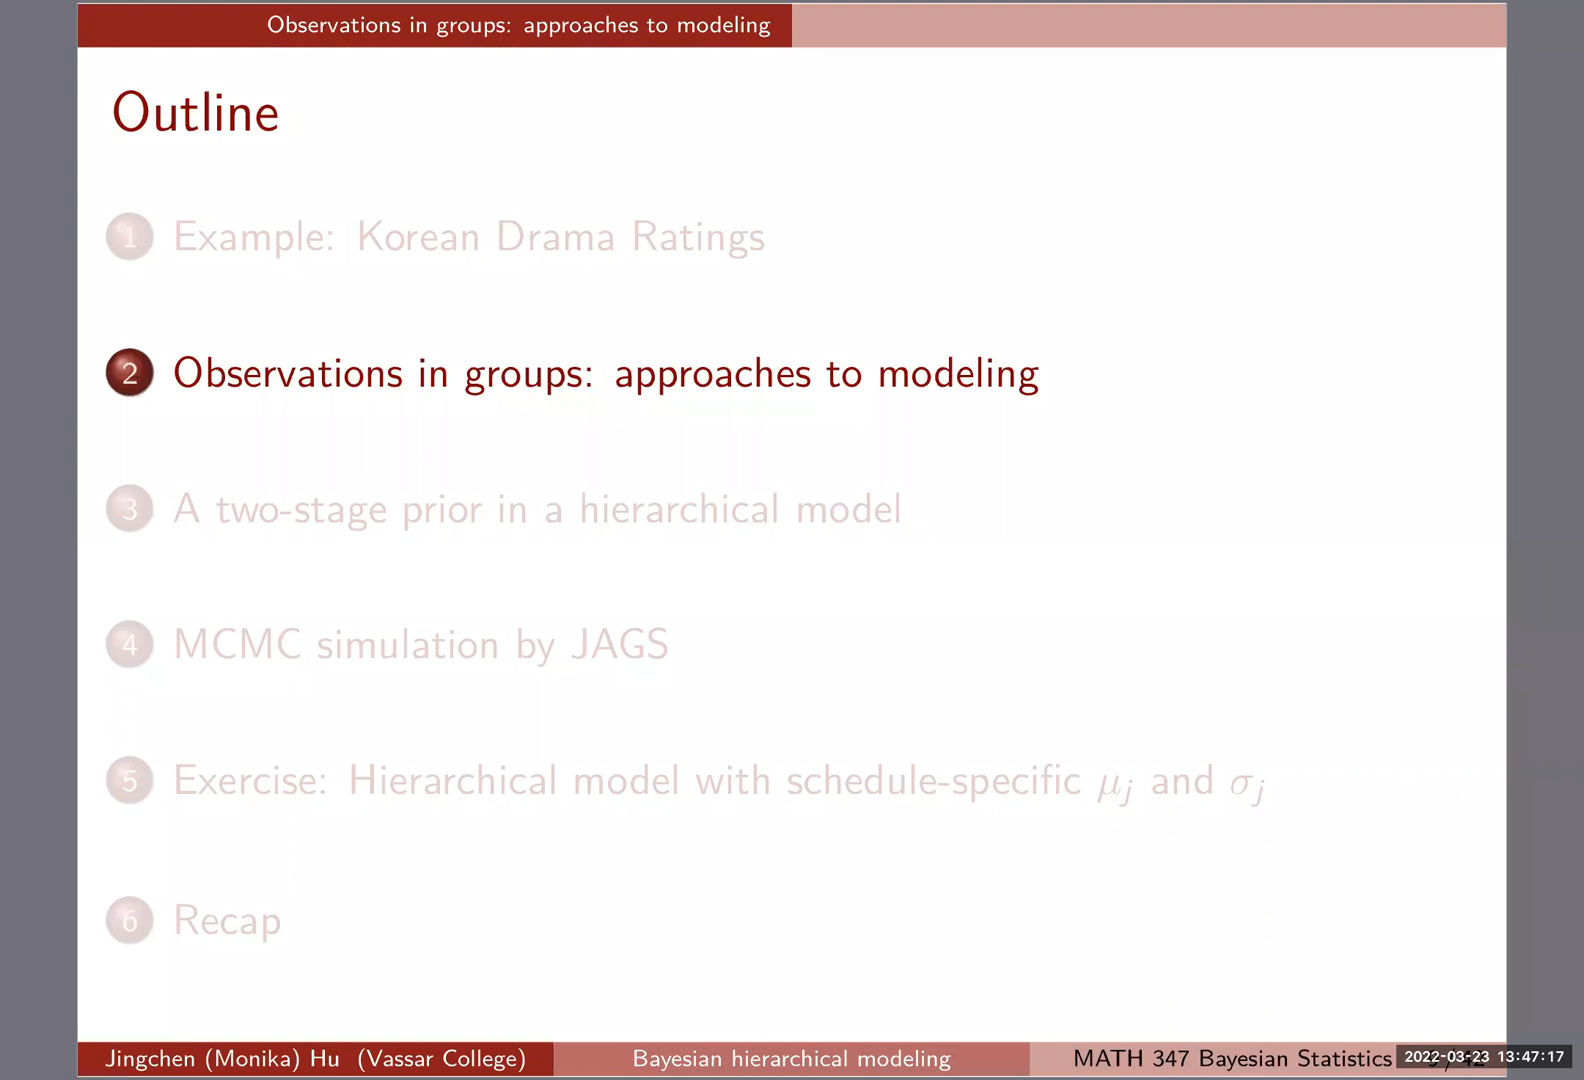 Observations in groups: approaches to modeling
Outline
1 Example: Korean Drama Ratings
2 Observations in groups: approaches to modeling
3 A two-stage prior in a hierarchical model
4 MCMC simulation by JAGS
5 Exercise: Hierarchical model with schedule-specific μj and σj
6 Recap
Jingchen (Monika) Hu (Vassar College) Bayesian hierarchical modeling MATH 347 Bayesian Statistics 2022-03-23 13:47:17